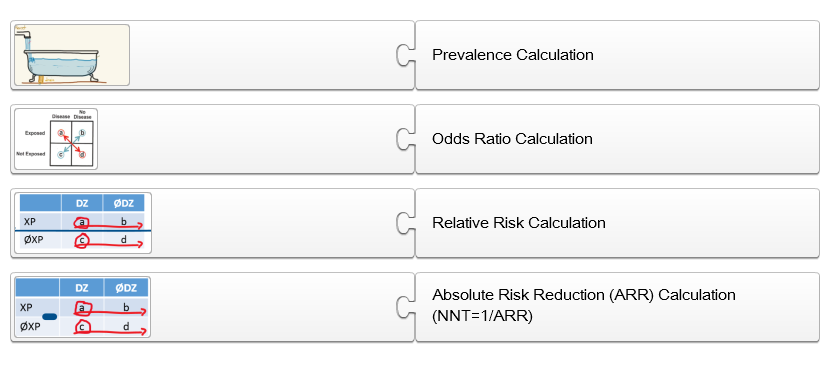 Prevalence Calculation
No
Disease Disease
Exposed a b
Not Exposed c d
Odds Ratio Calculation
DZ ØDZ
XP a b
ØXP c d
Relative Risk Calculation
DZ ØDZ
XP a b
ØXP c d
Absolute Risk Reduction (ARR) Calculation
(NNT=1/ARR)